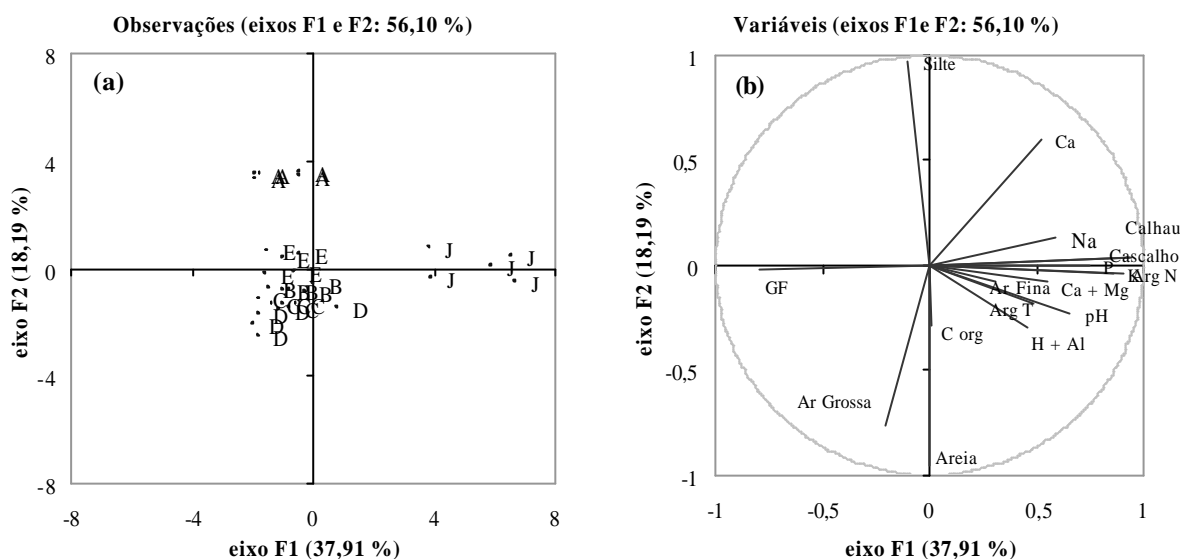 Observações (eixos F1 e F2: 56,10 %)
(a)
eixo F2 (18,19 %)
8
4
0
-4
-8
A A A A
E E E E E
J J J J J
B B B B B B
C C C C
D D D D D
-8 -4 0 4 8
eixo F1 (37,91 %)
Variáveis (eixos F1e F2: 56,10 %)
(b)
eixo F2 (18,19 %)
1
0,5
0
-0,5
-1
Silte
Ca
Calhau
Na
Cascalho
P
K
Arg N
GF
Ar Fina
Ca + Mg
Arg T
pH
C org
H + Al
Ar Grossa
Areia
-1 -0,5 0 0,5 1
eixo F1 (37,91 %)